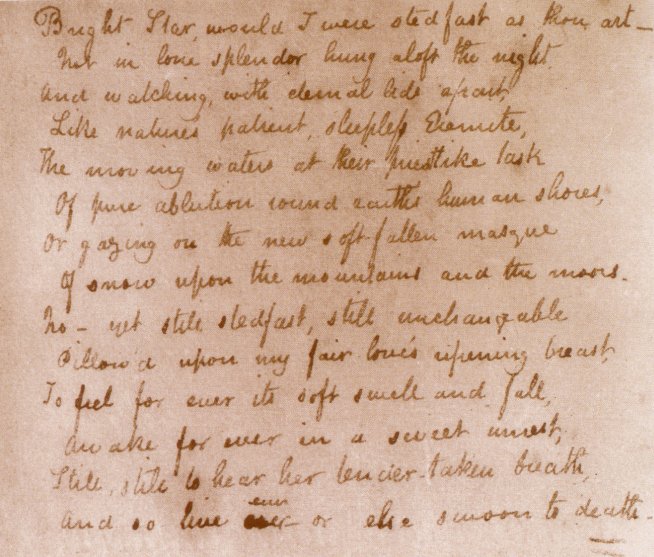 Bright Star, would I were stedfast as thou art—
Not in lone splendor hung aloft the night
And watching, with eternal lids apart,
Like natures patient, sleepless Eremite,
The moving waters at their priestlike task
Of pure ablution round earth's human shores,
Or gazing on the new soft-fallen masque
Of snow upon the mountains and the moors.
No— yet still stedfast, still unchangeable
Pillow'd upon my fair love's ripening breast,
To feel for ever its soft swell and fall,
Awake for ever in a sweet unrest,
Still, still to hear her tender-taken breath,
And so live ever or else swoon to death—